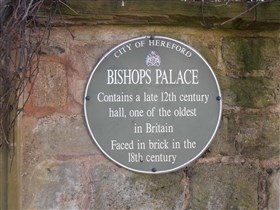 CITY OF HEREFORD
BISHOPS PALACE
Contains a late 12th century
hall, one of the oldest
in Britain
Faced in brick in the
18th century